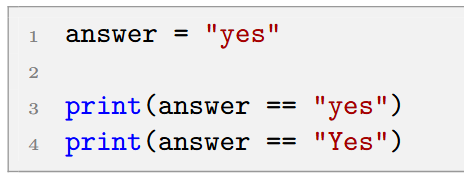 1 answer = "yes"
2
3 print(answer == "yes")
4 print(answer == "Yes")